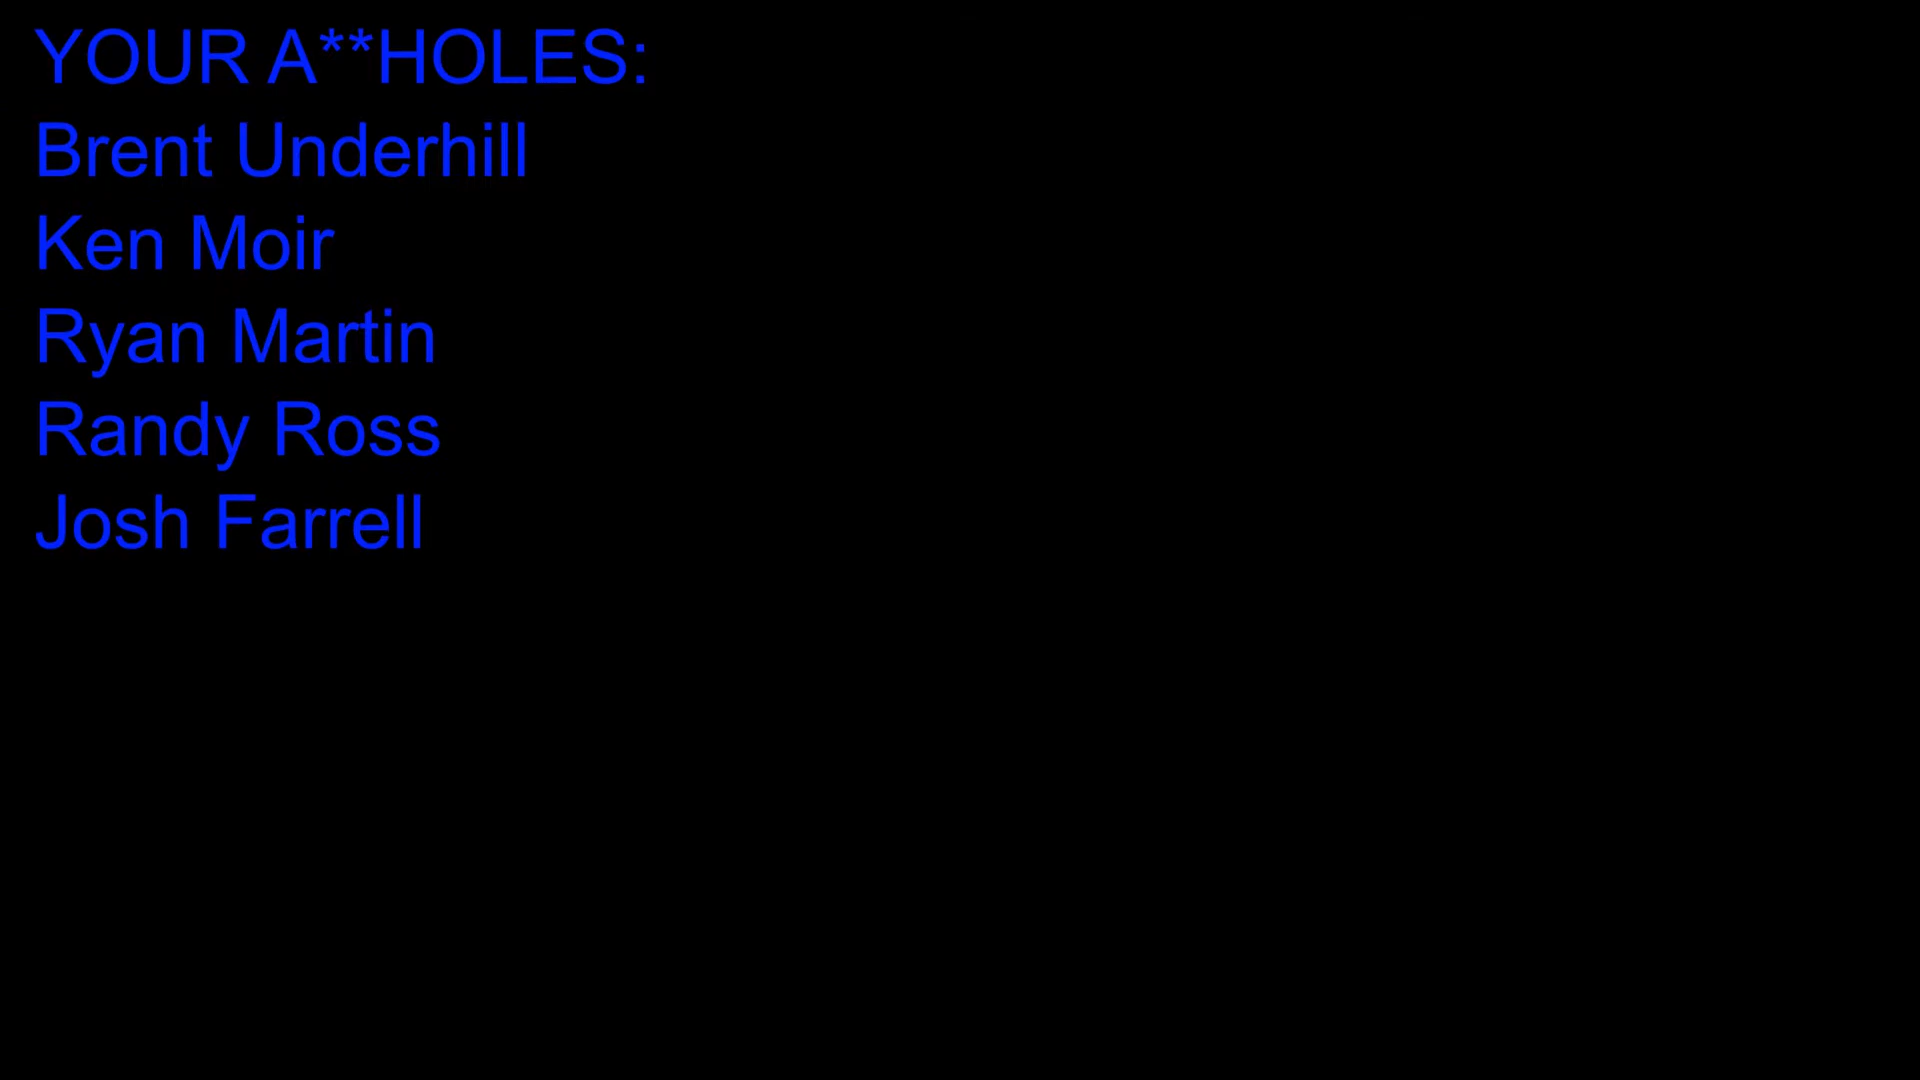 YOUR A**HOLES:
Brent Underhill
Ken Moir
Ryan Martin
Randy Ross
Josh Farrell